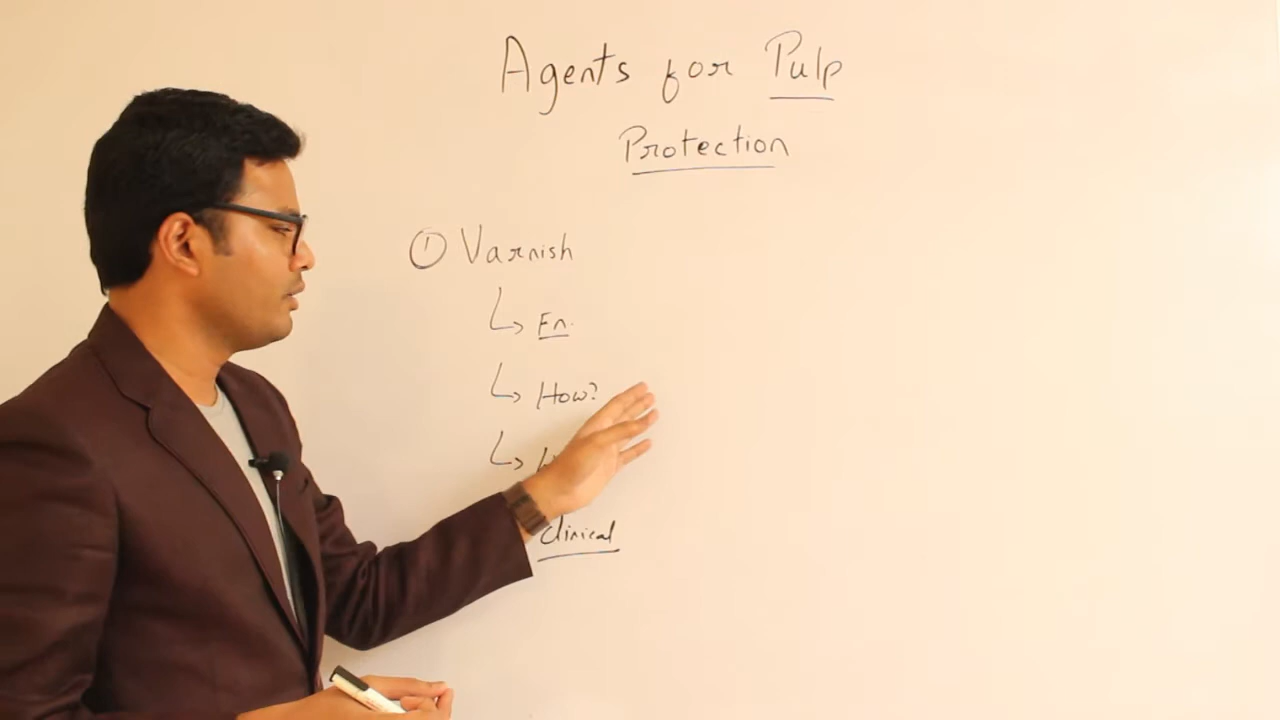 Agents for Pulp
Protection
① Varnish
↳ Fn.
↳ How?
↳
Clinical